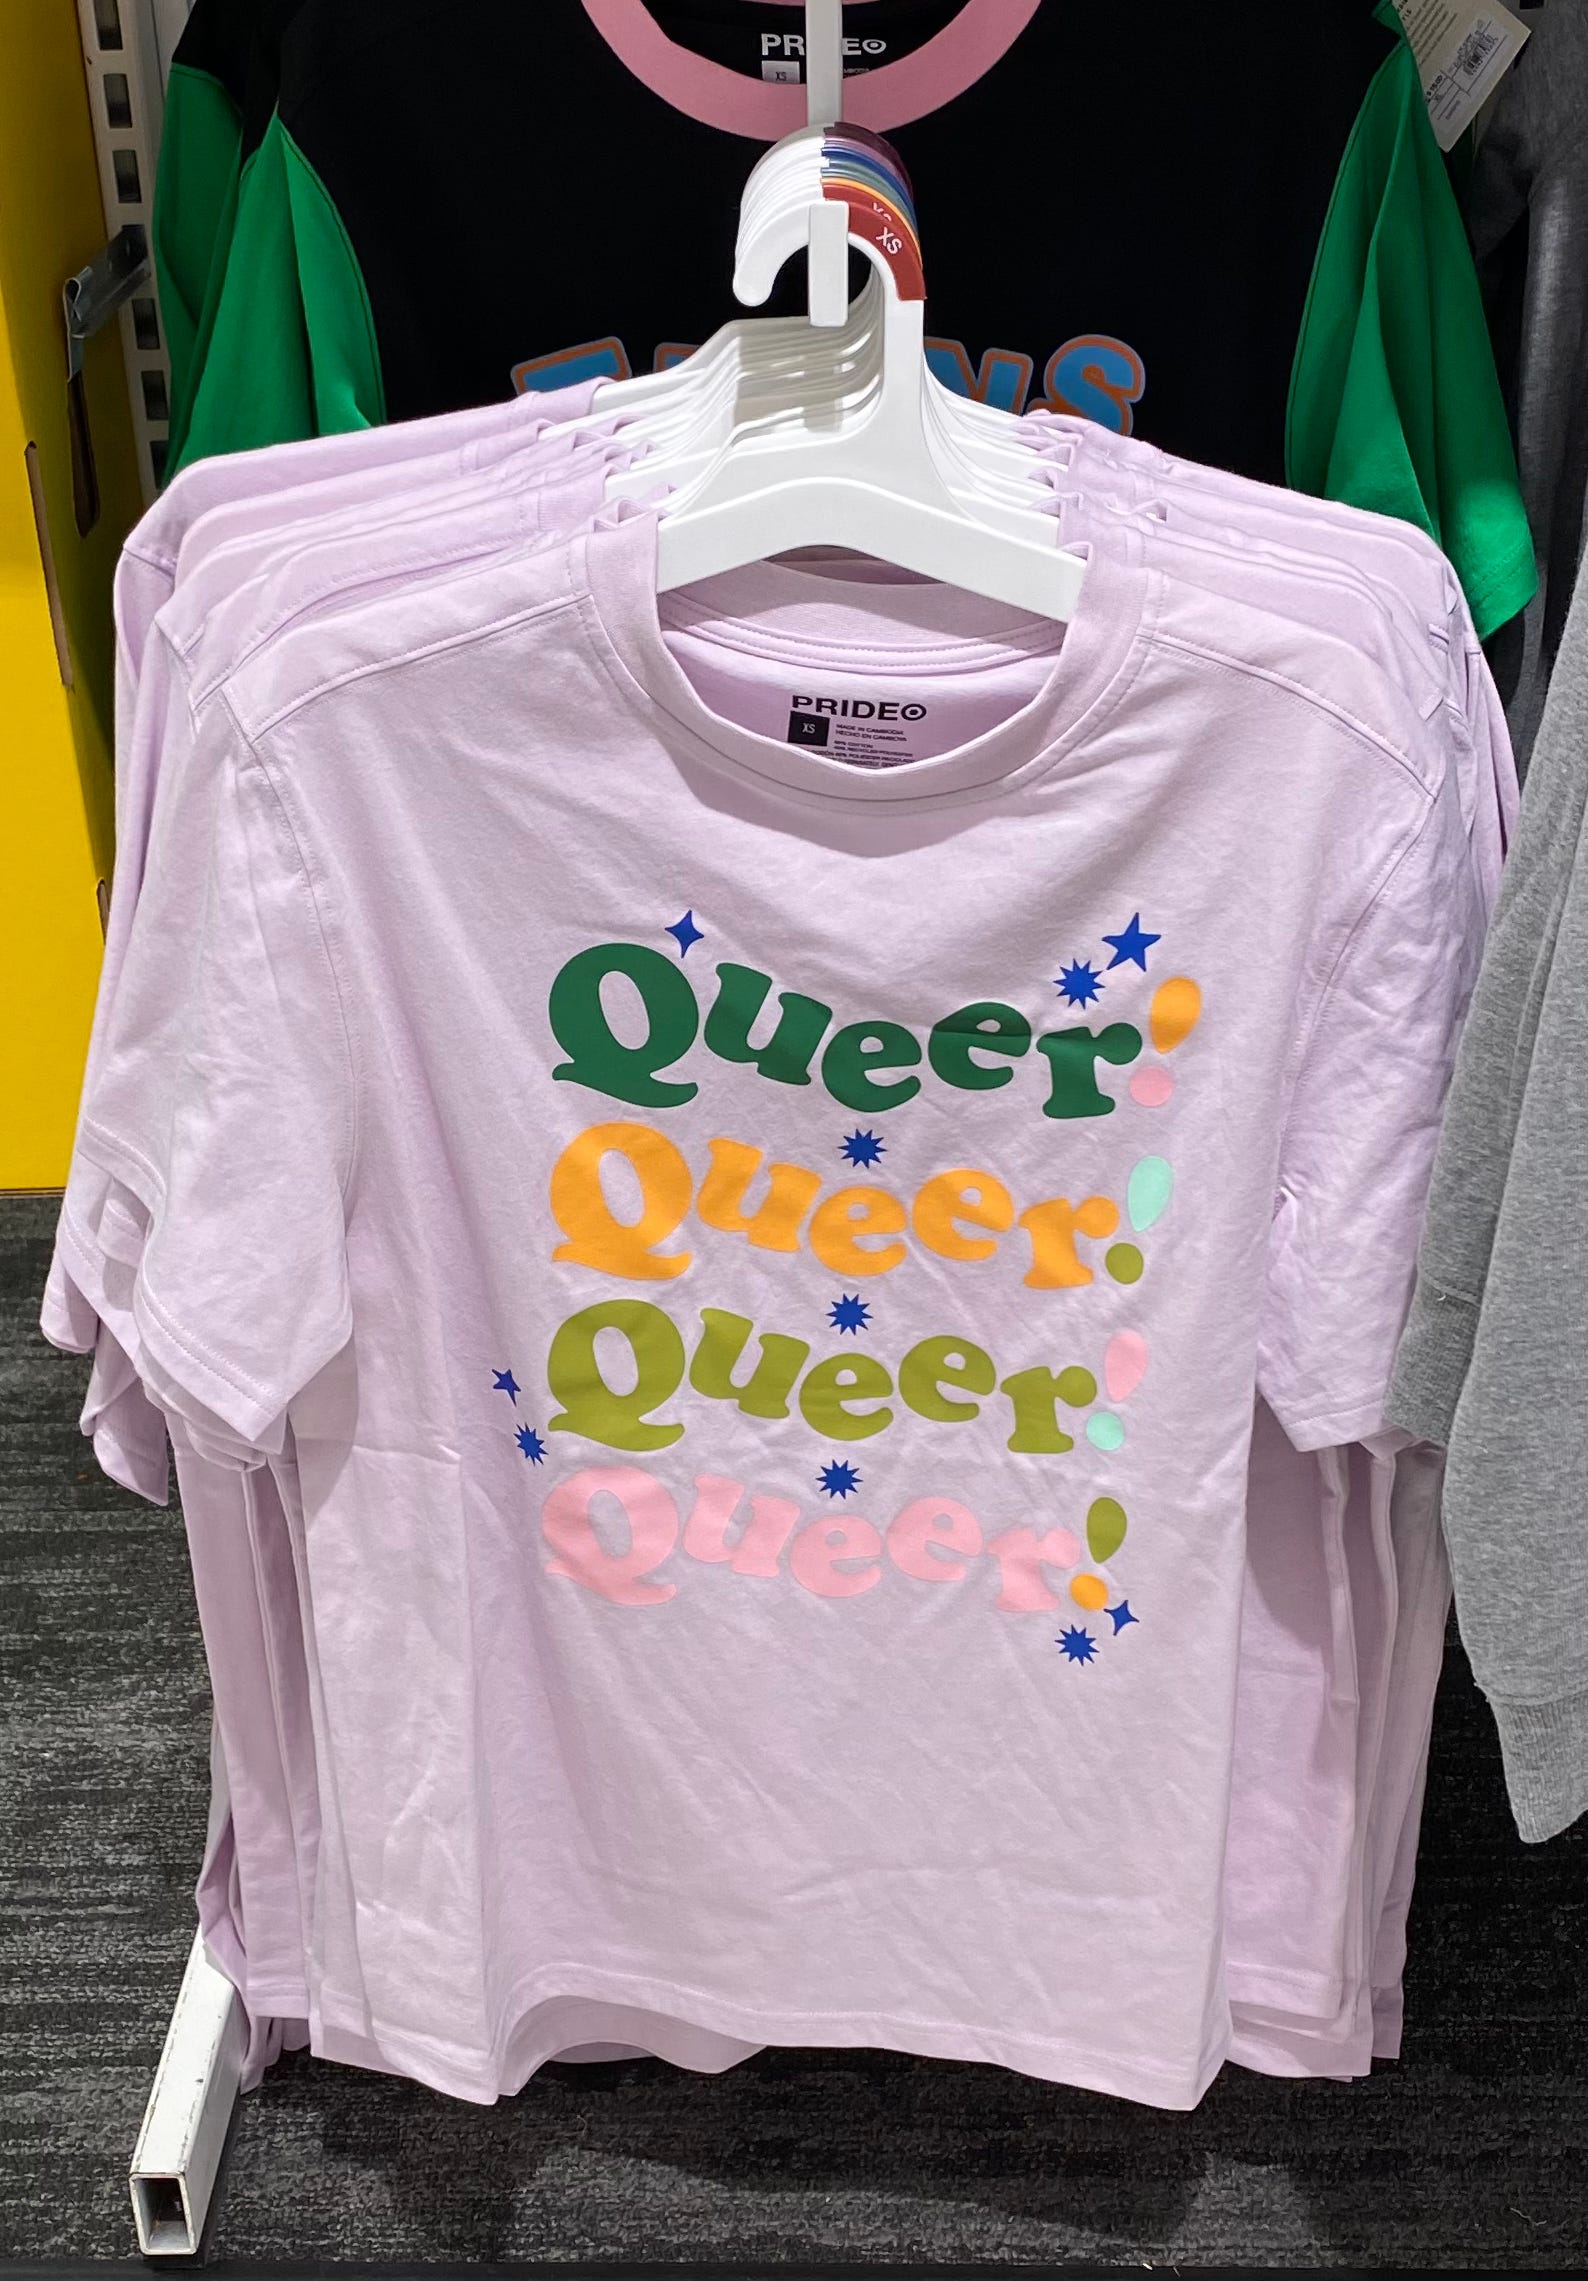 PRIDE
XS
XS
PRIDE
XS
MADE IN CAMBODIA
HECHO EN CAMBOYA
Queer!
Queer!
Queer!
Queer!